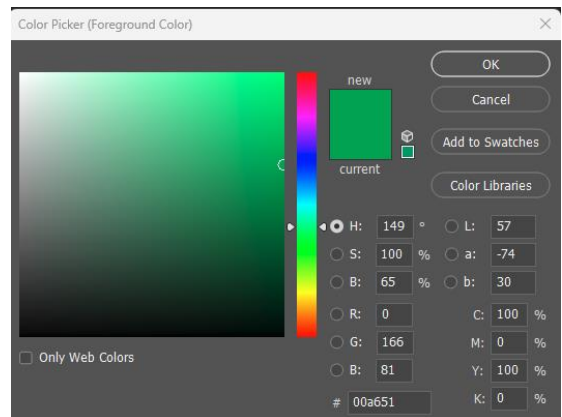 Color Picker (Foreground Color)
new
current
OK
Cancel
Add to Swatches
Color Libraries
H: 149 °
S: 100 %
B: 65 %
R: 0
G: 166
B: 81
# 00a651
L: 57
a: -74
b: 30
C: 100 %
M: 0 %
Y: 100 %
K: 0 %
Only Web Colors